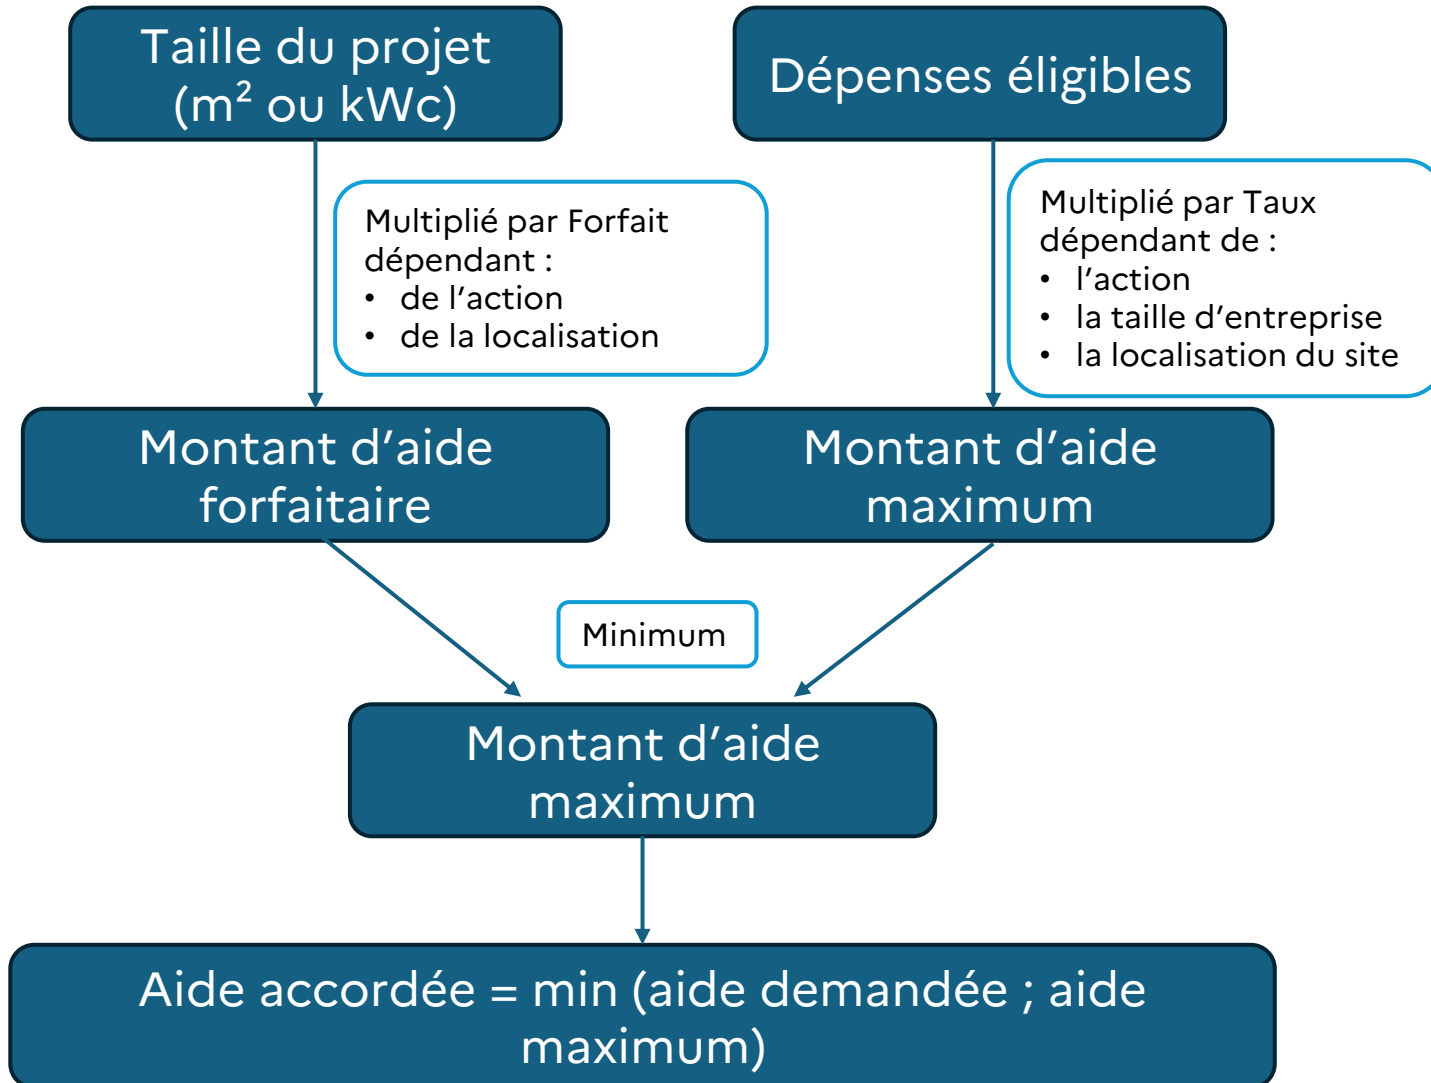 Taille du projet
(m² ou kWc)
Dépenses éligibles
Multiplié par Forfait
dépendant :
• de l’action
• de la localisation
Multiplié par Taux
dépendant de :
• l’action
• la taille d’entreprise
• la localisation du site
Montant d’aide
forfaitaire
Montant d’aide
maximum
Minimum
Montant d’aide
maximum
Aide accordée = min (aide demandée ; aide
maximum)